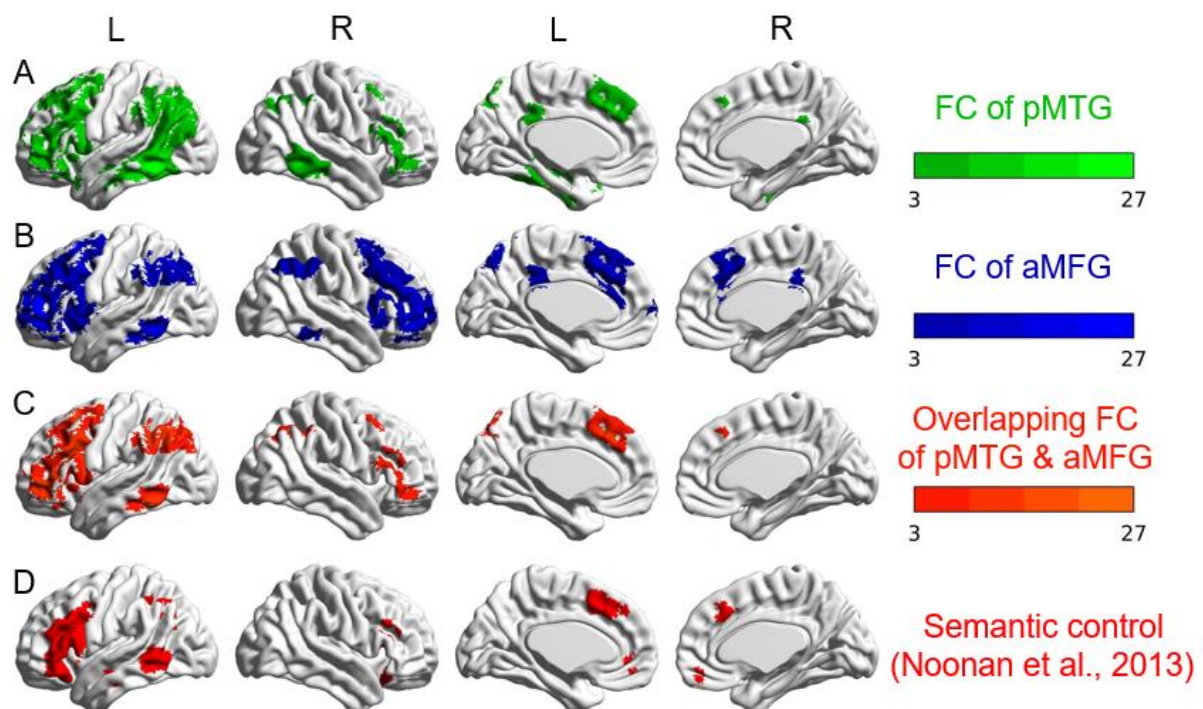 L R L R
A
FC of pMTG
3 27
B
FC of aMFG
3 27
C
Overlapping FC
of pMTG & aMFG
3 27
D
Semantic control
(Noonan et al., 2013)